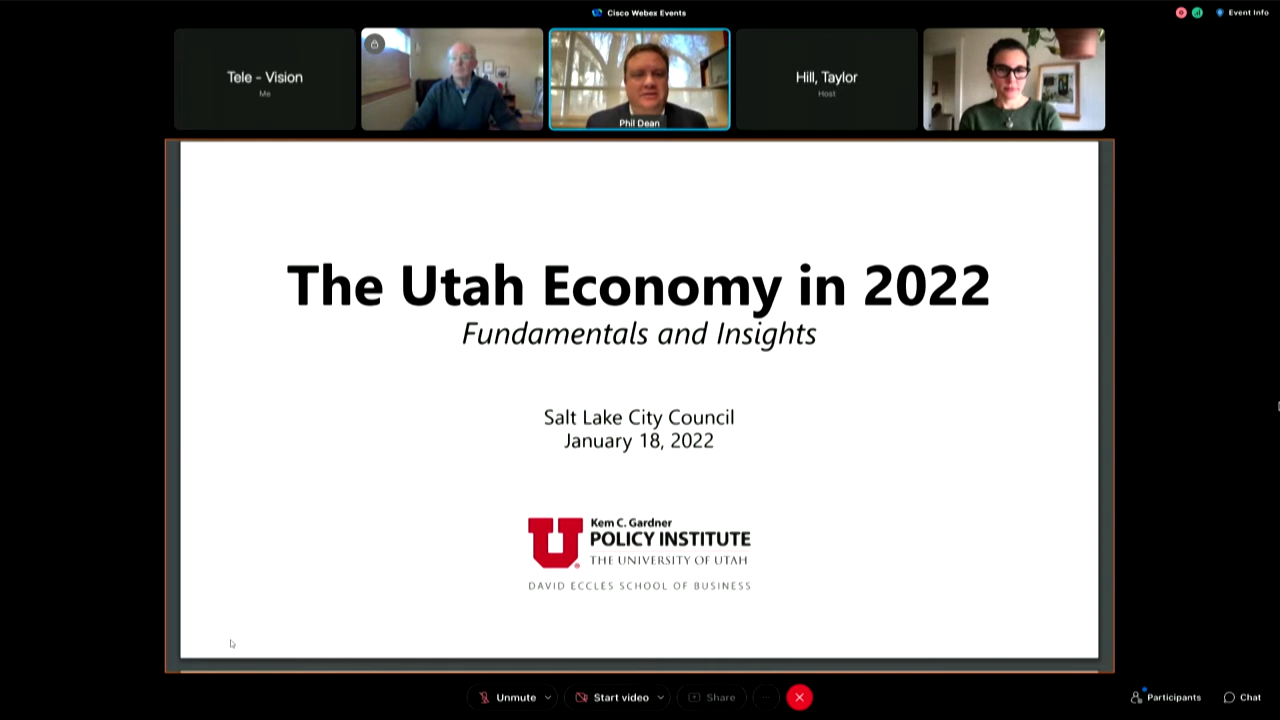 Cisco Webex Events
Event Info
Tele - Vision
Me
Phil Dean
Hill, Taylor
Host
The Utah Economy in 2022
Fundamentals and Insights
Salt Lake City Council
January 18, 2022
Kem C. Gardner
POLICY INSTITUTE
THE UNIVERSITY OF UTAH
DAVID ECCLES SCHOOL OF BUSINESS
Unmute
Start video
Share
Participants
Chat